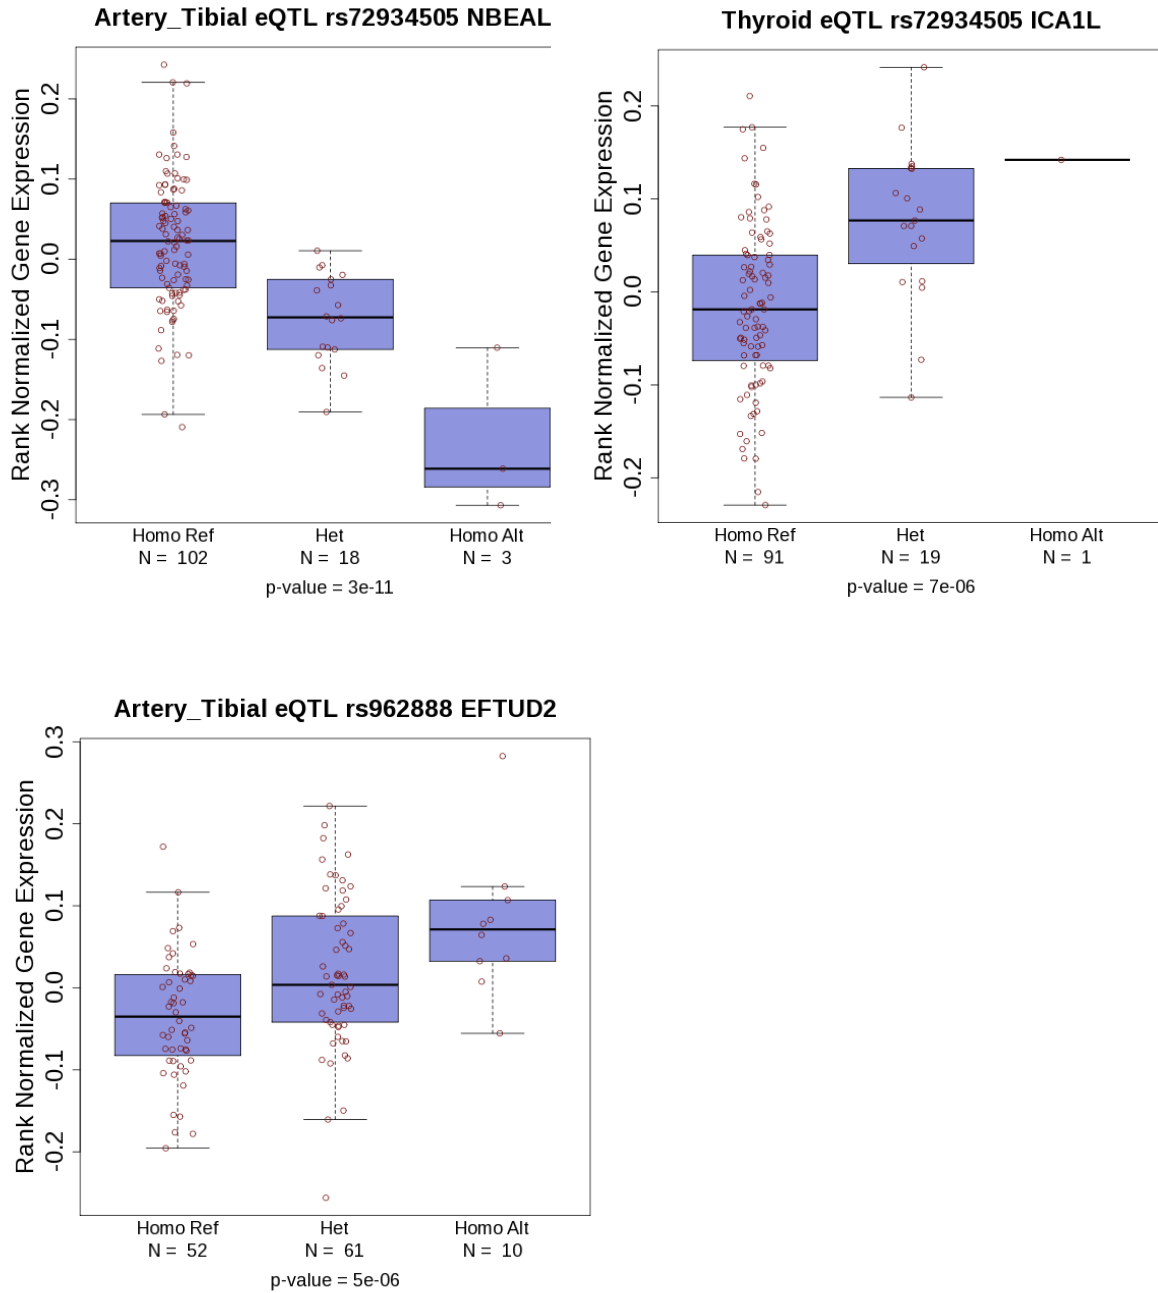 Artery_Tibial eQTL rs72934505 NBEAL
Rank Normalized Gene Expression
0.2
0.1
0.0
-0.1
-0.2
-0.3
Homo Ref
Het
Homo Alt
N = 102
N = 18
N = 3
p-value = 3e-11
Thyroid eQTL rs72934505 ICA1L
Rank Normalized Gene Expression
0.2
0.1
0.0
-0.1
-0.2
Homo Ref
Het
Homo Alt
N = 91
N = 19
N = 1
p-value = 7e-06
Artery_Tibial eQTL rs962888 EFTUD2
Rank Normalized Gene Expression
0.3
0.2
0.1
0.0
-0.1
-0.2
Homo Ref
Het
Homo Alt
N = 52
N = 61
N = 10
p-value = 5e-06